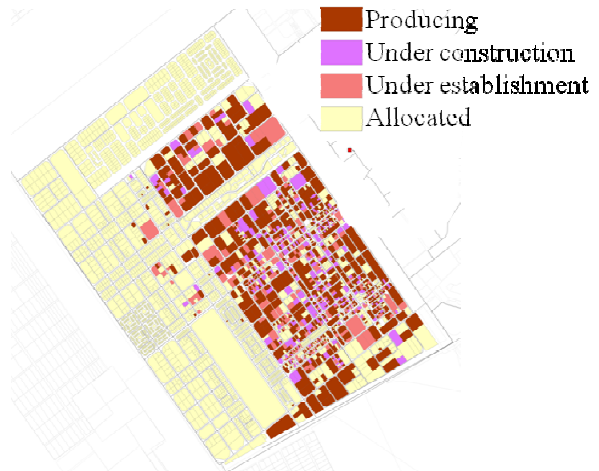 Producing
Under construction
Under establishment
Allocated